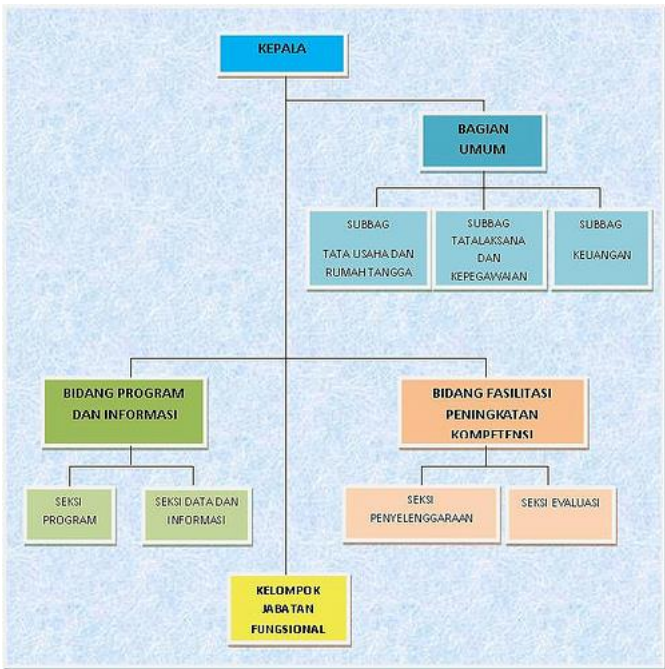 KEPALA
BAGIAN
UMUM
SUBBAG
TATA USAHA DAN
RUMAH TANGGA
SUBBAG
TATALAKSANA
DAN
KEPEGAWAIAN
SUBBAG
KEUANGAN
BIDANG PROGRAM
DAN INFORMASI
BIDANG FASILITASI
PENINGKATAN
KOMPETENSI
SEKSI
PROGRAM
SEKSI DATA DAN
INFORMASI
SEKSI
PENYELENGGARAAN
SEKSI EVALUASI
KELOMPOK
JABATAN
FUNGSIONAL